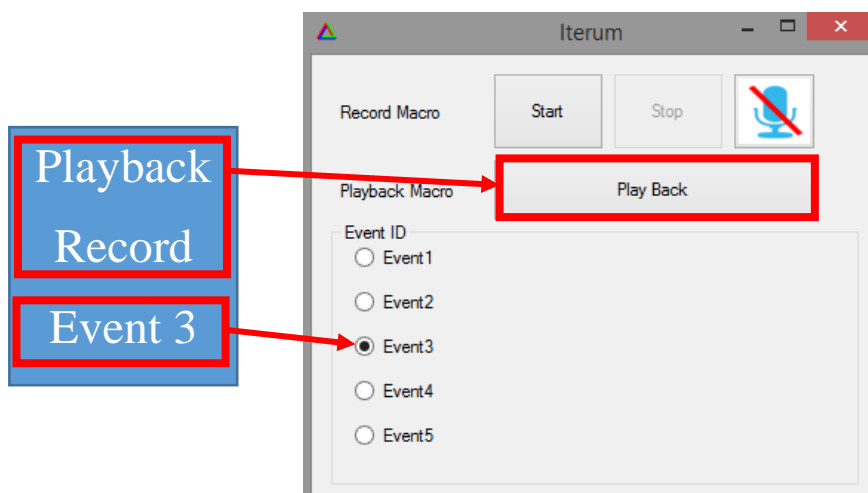 Iterum
Record Macro Start Stop
Playback
Record
Event 3
Playback Macro Play Back
Event ID
Event1
Event2
Event3
Event4
Event5